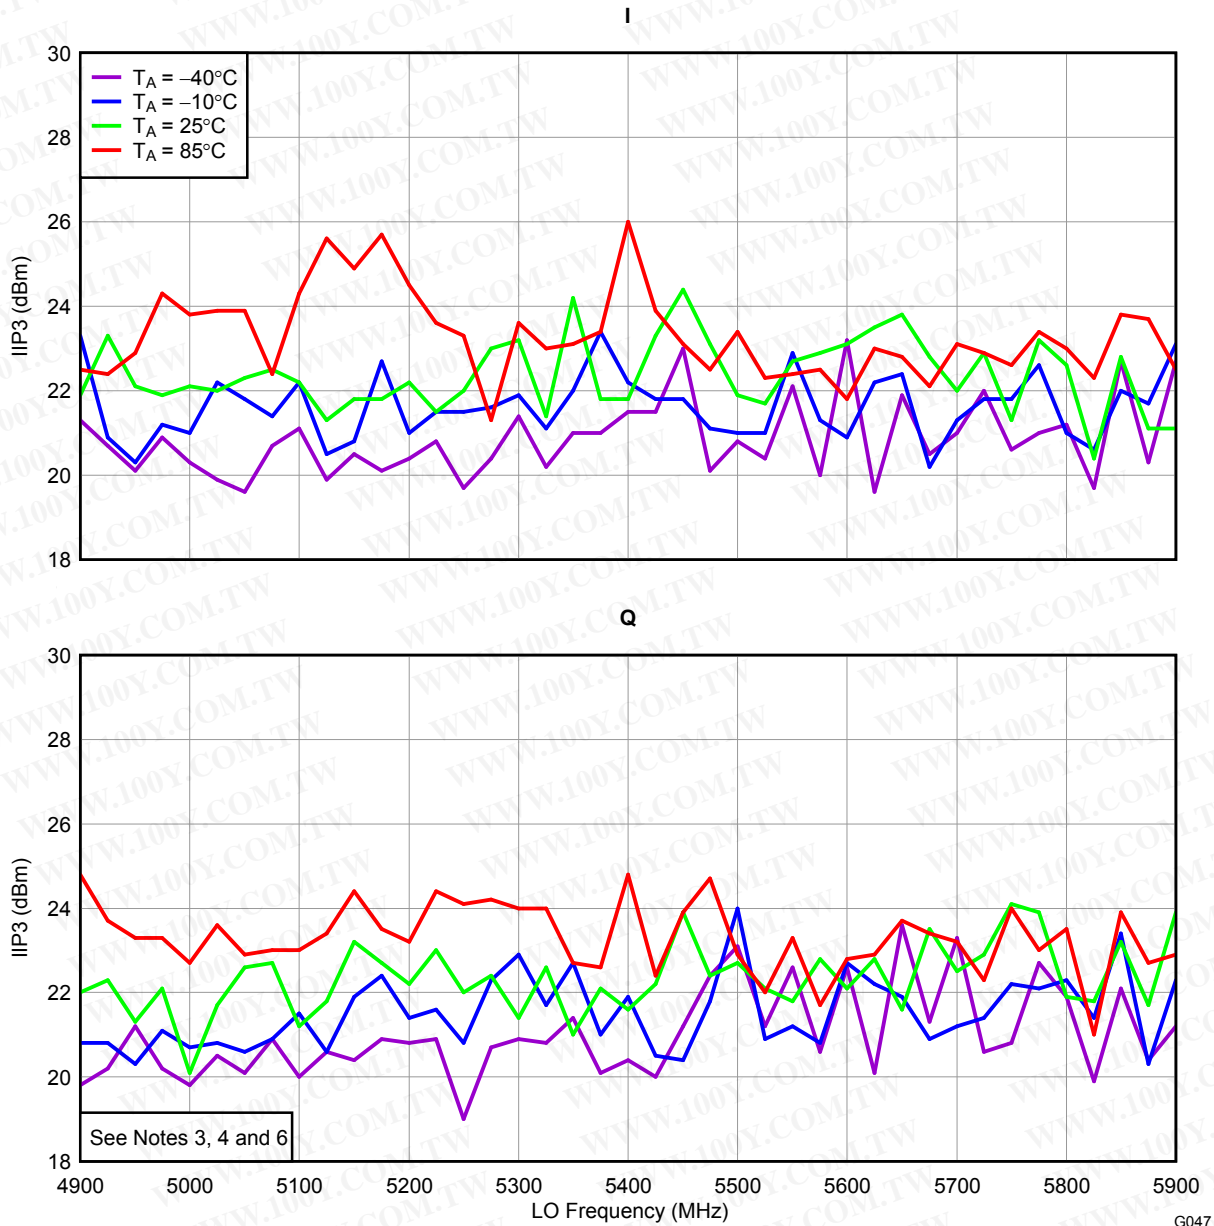 I
30
28
26
24
22
20
18
IIP3 (dBm)
T_A = –40°C
T_A = –10°C
T_A = 25°C
T_A = 85°C
Q
30
28
26
24
22
20
18
IIP3 (dBm)
See Notes 3, 4 and 6
4900 5000 5100 5200 5300 5400 5500 5600 5700 5800 5900
LO Frequency (MHz)
G047
WWW.100Y.COM.TW